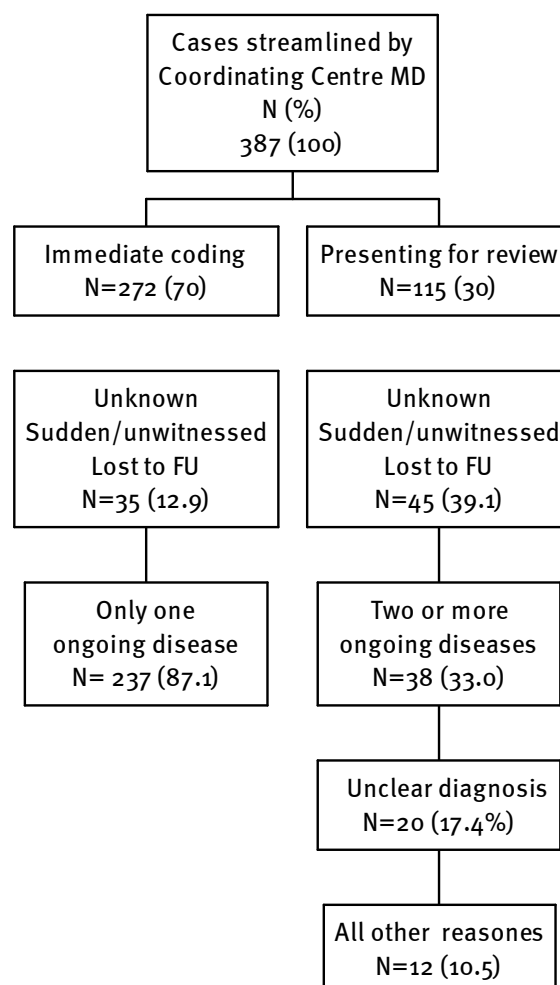 Cases streamlined by
Coordinating Centre MD
N (%)
387 (100)
Immediate coding
N=272 (70)
Presenting for review
N=115 (30)
Unknown
Sudden/unwitnessed
Lost to FU
N=35 (12.9)
Unknown
Sudden/unwitnessed
Lost to FU
N=45 (39.1)
Only one
ongoing disease
N= 237 (87.1)
Two or more
ongoing diseases
N=38 (33.0)
Unclear diagnosis
N=20 (17.4%)
All other reasones
N=12 (10.5)